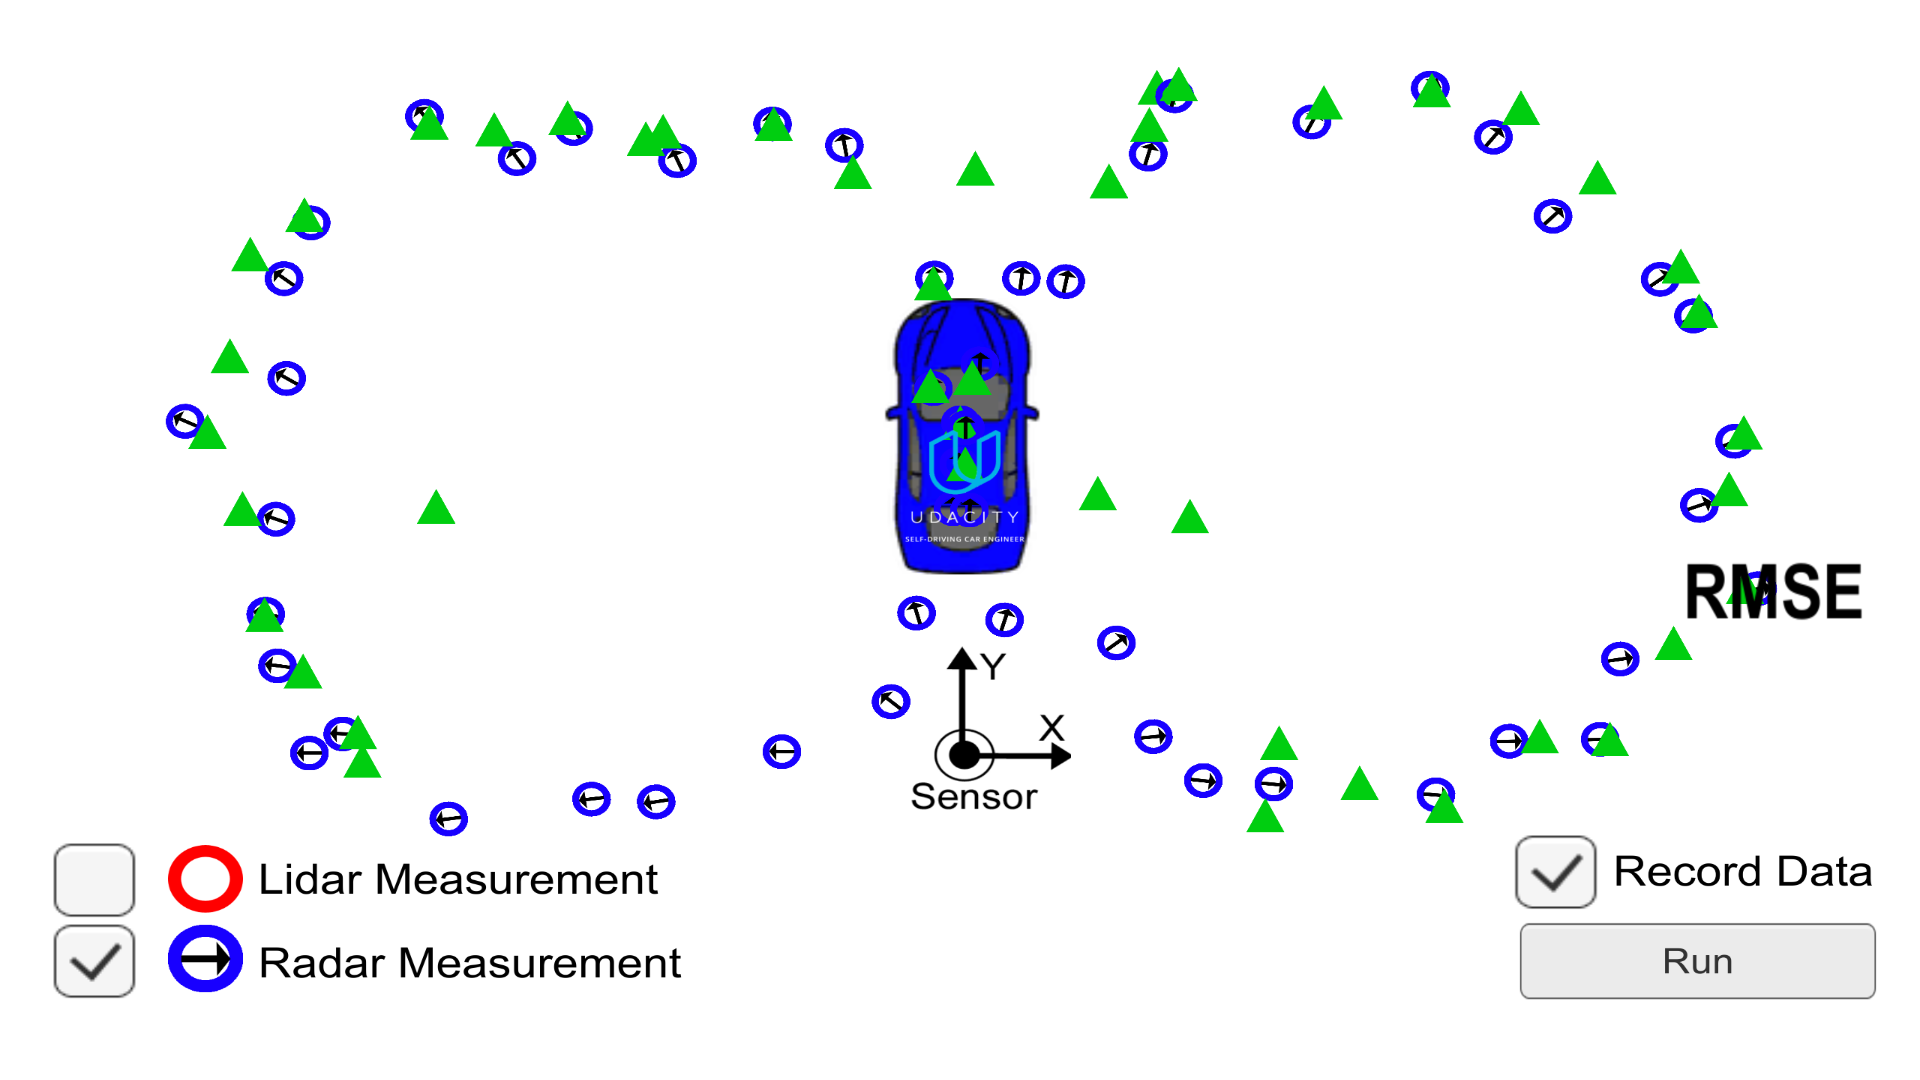 UDACITY
SELF-DRIVING CAR ENGINEER
RMSE
Y
X
Sensor
Lidar Measurement
Record Data
Radar Measurement
Run